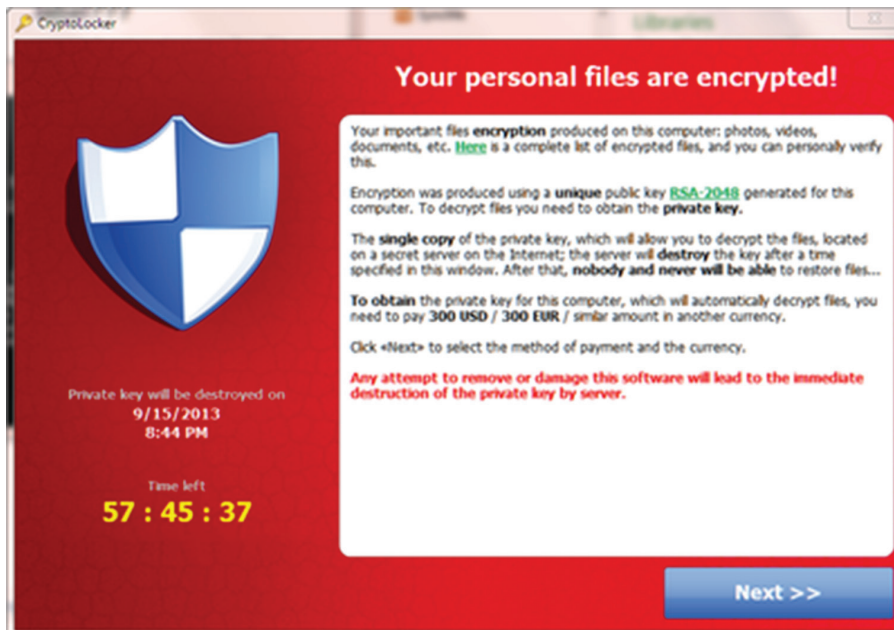 CryptoLocker
Libraries
Your personal files are encrypted!
Your important files encryption produced on this computer: photos, videos,
documents, etc. Here is a complete list of encrypted files, and you can personally verify
this.
Encryption was produced using a unique public key RSA-2048 generated for this
computer. To decrypt files you need to obtain the private key.
The single copy of the private key, which will allow you to decrypt the files, located
on a secret server on the Internet; the server will destroy the key after a time
specified in this window. After that, nobody and never will be able to restore files...
To obtain the private key for this computer, which will automatically decrypt files, you
need to pay 300 USD / 300 EUR / similar amount in another currency.
Click «Next» to select the method of payment and the currency.
Any attempt to remove or damage this software will lead to the immediate
destruction of the private key by server.
Private key will be destroyed on
9/15/2013
8:44 PM
Time left
57 : 45 : 37
Next >>